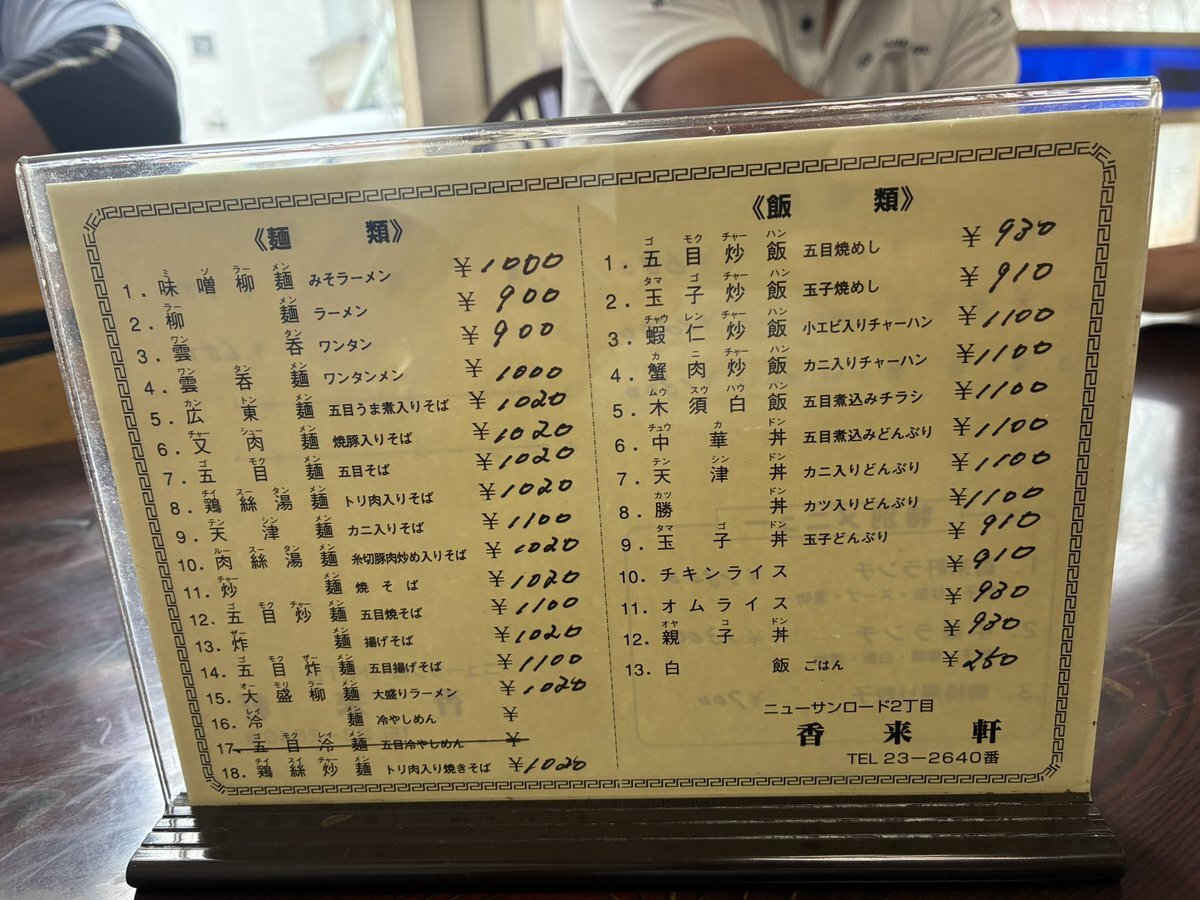 《麺 類》
1. 味噌柳麺 みそラーメン ¥1000
2. 柳麺 ラーメン ¥900
3. 雲呑 ワンタン ¥900
4. 雲呑麺 ワンタンメン ¥1000
5. 広東麺 五目うま煮入りそば ¥1020
6. 叉肉麺 焼豚入りそば ¥1020
7. 五目麺 五目そば ¥1020
8. 鶏絲湯麺 トリ肉入りそば ¥1020
9. 天津麺 カニ入りそば ¥1100
10. 肉絲湯麺 糸切豚肉炒め入りそば ¥1020
11. 炒麺 焼そば ¥1020
12. 五目炒麺 五目焼そば ¥1100
13. 炸麺 揚げそば ¥1020
14. 五目炸麺 五目揚げそば ¥1100
15. 大盛柳麺 大盛りラーメン ¥1020
16. 冷麺 冷やしめん ¥
17. 五目冷麺 五目冷やしめん ¥
18. 鶏絲炒麺 トリ肉入り焼きそば ¥1020
《飯 類》
1. 五目炒飯 五目焼めし ¥930
2. 玉子炒飯 玉子焼めし ¥910
3. 蝦仁炒飯 小エビ入りチャーハン ¥1100
4. 蟹肉炒飯 カニ入りチャーハン ¥1100
5. 木須白飯 五目煮込みチラシ ¥1100
6. 中華丼 五目煮込みどんぶり ¥1100
7. 天津丼 カニ入りどんぶり ¥1100
8. 勝丼 カツ入りどんぶり ¥1100
9. 玉子丼 玉子どんぶり ¥910
10. チキンライス ¥910
11. オムライス ¥930
12. 親子丼 ¥930
13. 白飯 ごはん ¥250
ニューサンロード2丁目
香来軒
TEL 23-2640番